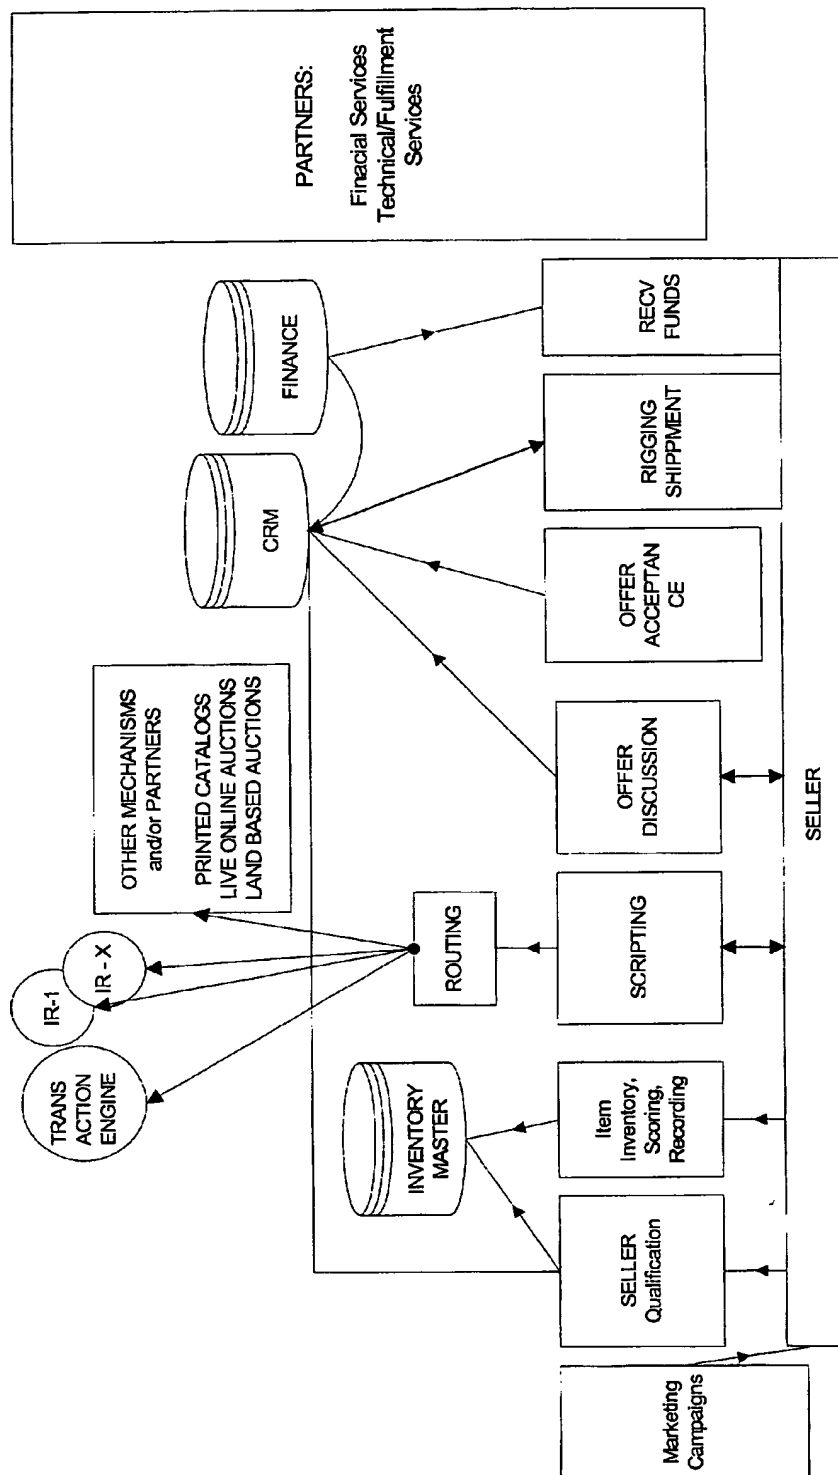 PARTNERS:
Finacial Services
Technical/Fulfillment
Services
TRANS
ACTION
ENGINE
IR-1
IR - X
OTHER MECHANISMS
and/or PARTNERS
PRINTED CATALOGS
LIVE ONLINE AUCTIONS
LAND BASED AUCTIONS
CRM
FINANCE
INVENTORY
MASTER
ROUTING
Marketing
Campaigns
SELLER
Qualification
Item
Inventory,
Scoring,
Recording
SCRIPTING
OFFER
DISCUSSION
OFFER
ACCEPTAN
CE
RIGGING
SHIPPMENT
RECV
FUNDS
SELLER